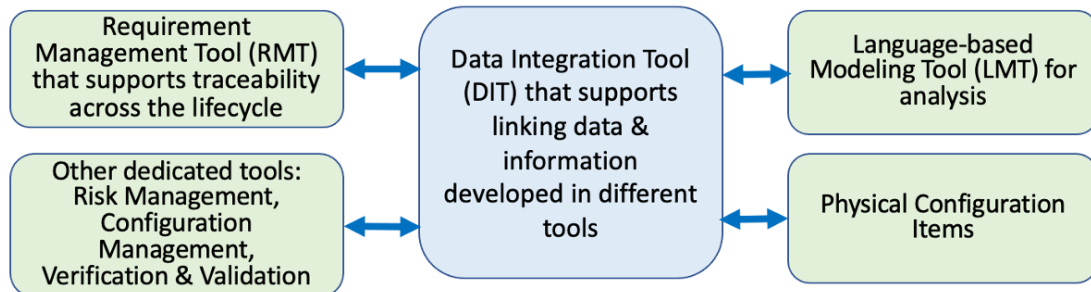 Requirement
Management Tool (RMT)
that supports traceability
across the lifecycle
Other dedicated tools:
Risk Management,
Configuration
Management,
Verification & Validation
Data Integration Tool
(DIT) that supports
linking data &
information
developed in different
tools
Language-based
Modeling Tool (LMT) for
analysis
Physical Configuration
Items